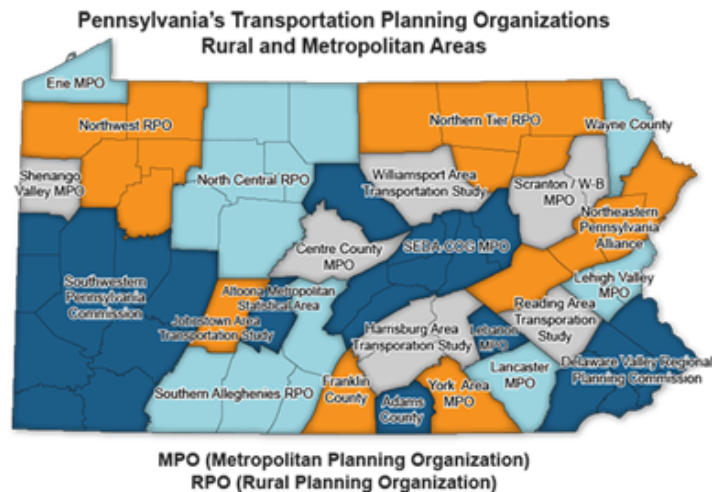 Pennsylvania's Transportation Planning Organizations
Rural and Metropolitan Areas
Erie MPO
Northwest RPO
Northern Tier RPO
Wayne County
Shenango
Valley MPO
North Central RPO
Williamsport Area
Transportation Study
Scranton / W-B
MPO
Northeastern
Pennsylvania
Alliance
Centre County
MPO
SEDA-COG MPO
Southwestern
Pennsylvania
Commission
Altoona Metropolitan
Statistical Area
Lehigh Valley
MPO
Johnstown Area
Transportation Study
Harrisburg Area
Transporation Study
Lebanon
MPO
Reading Area
Transporation
Study
Delaware Valley Regional
Planning Commission
Lancaster
MPO
Southern Alleghenies RPO
Franklin
County
Adams
County
York Area
MPO
MPO (Metropolitan Planning Organization)
RPO (Rural Planning Organization)